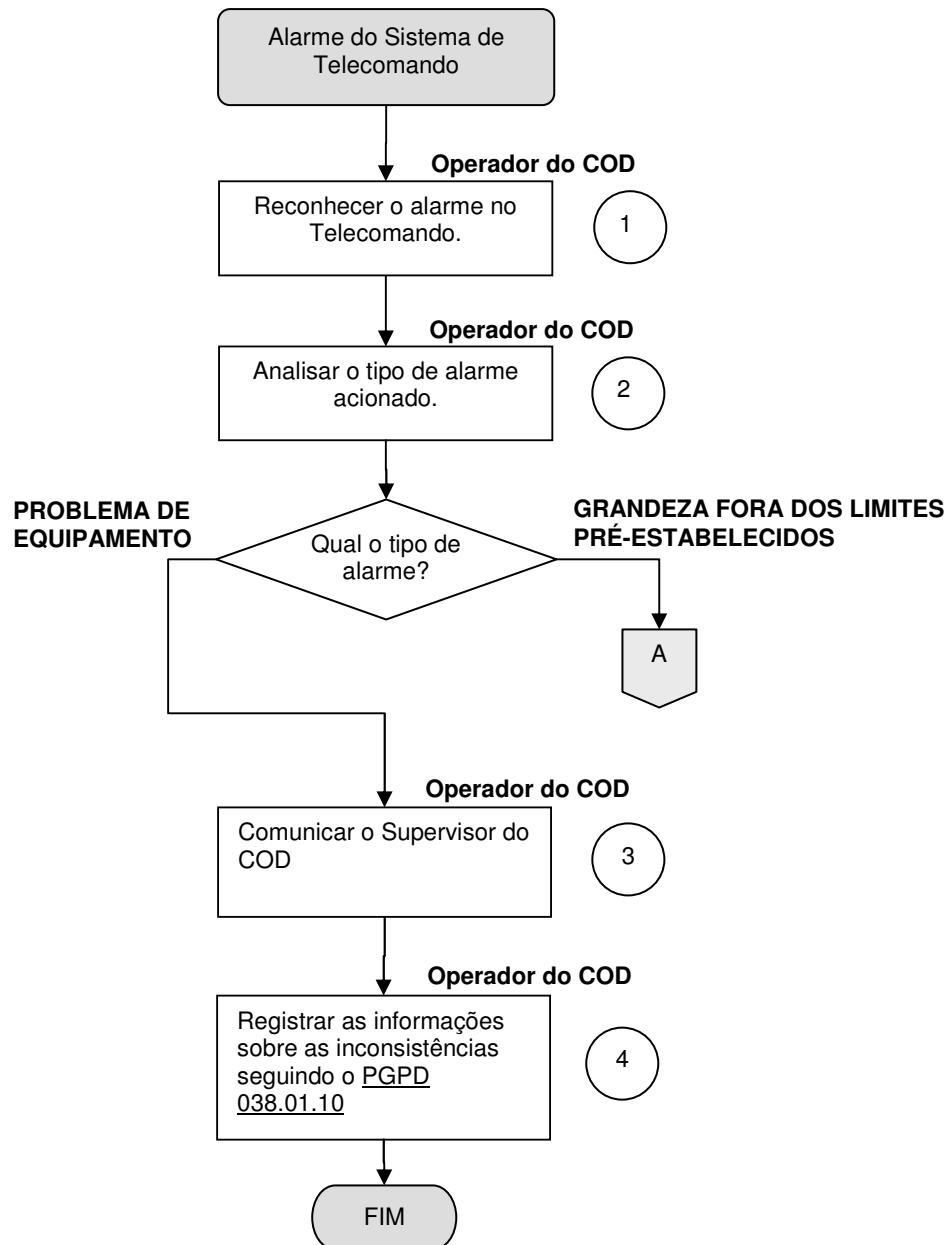 Alarme do Sistema de
Telecomando
Operador do COD
Reconhecer o alarme no
Telecomando.
1
Operador do COD
Analisar o tipo de alarme
acionado.
2
PROBLEMA DE
EQUIPAMENTO
Qual o tipo de
alarme?
GRANDEZA FORA DOS LIMITES
PRÉ-ESTABELECIDOS
A
Operador do COD
Comunicar o Supervisor do
COD
3
Operador do COD
Registrar as informações
sobre as inconsistências
seguindo o PGPD
038.01.10
4
FIM